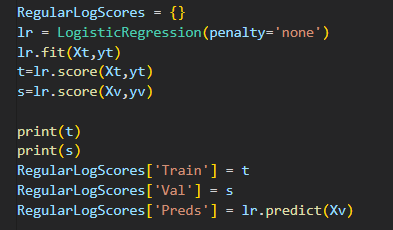 RegularLogScores = {}
lr = LogisticRegression(penalty='none')
lr.fit(Xt,yt)
t=lr.score(Xt,yt)
s=lr.score(Xv,yv)
print(t)
print(s)
RegularLogScores['Train'] = t
RegularLogScores['Val'] = s
RegularLogScores['Preds'] = lr.predict(Xv)